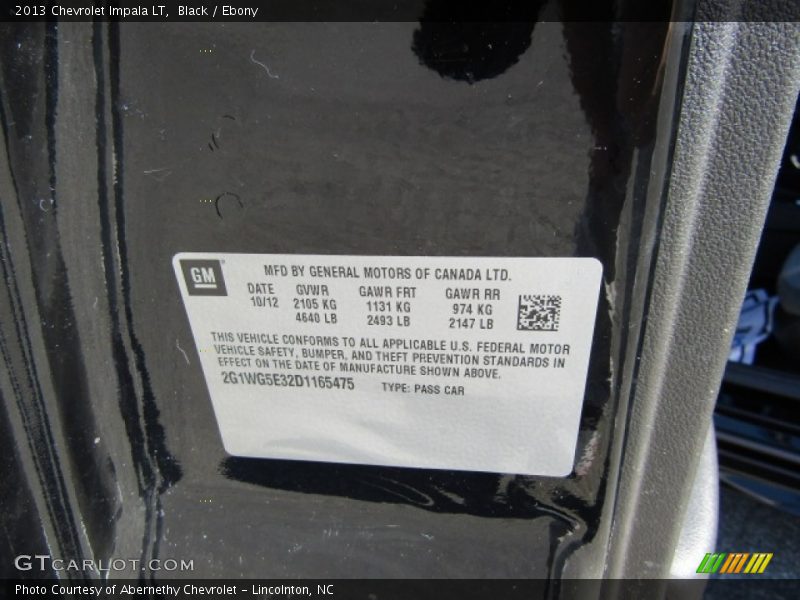 2013 Chevrolet Impala LT, Black / Ebony
GM
MFD BY GENERAL MOTORS OF CANADA LTD.
DATE GVWR GAWR FRT GAWR RR
10/12 2105 KG 1131 KG 974 KG
4640 LB 2493 LB 2147 LB
THIS VEHICLE CONFORMS TO ALL APPLICABLE U.S. FEDERAL MOTOR
VEHICLE SAFETY, BUMPER, AND THEFT PREVENTION STANDARDS IN
EFFECT ON THE DATE OF MANUFACTURE SHOWN ABOVE.
2G1WG5E32D1165475 TYPE: PASS CAR
GTCARLOT.COM
Photo Courtesy of Abernethy Chevrolet – Lincolnton, NC